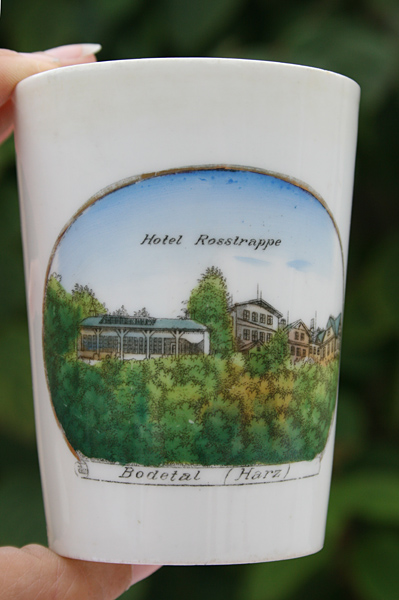 Hotel Rosstrappe
Bodetal (Harz)